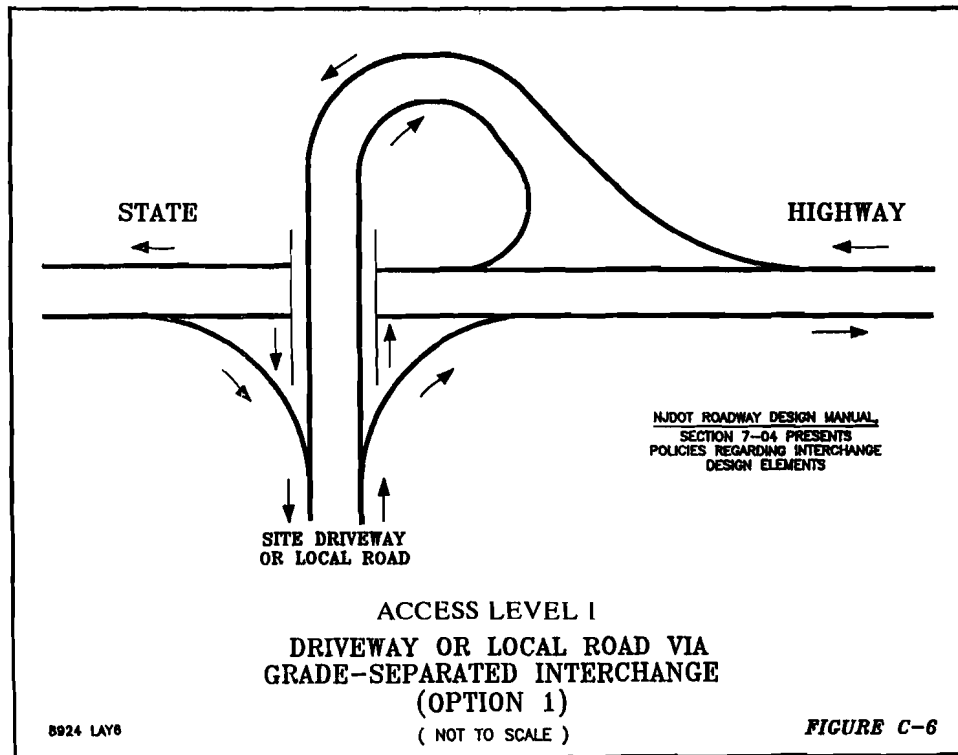 STATE
HIGHWAY
NJDOT ROADWAY DESIGN MANUAL,
SECTION 7-04 PRESENTS
POLICIES REGARDING INTERCHANGE
DESIGN ELEMENTS
SITE DRIVEWAY
OR LOCAL ROAD
ACCESS LEVEL I
DRIVEWAY OR LOCAL ROAD VIA
GRADE-SEPARATED INTERCHANGE
(OPTION 1)
( NOT TO SCALE )
8924 LAY6
FIGURE C-6